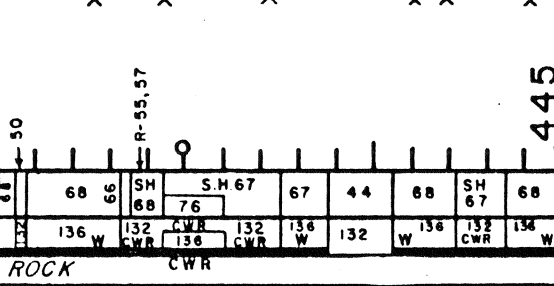 445
50
R-55, 57
68 68 66 SH 68 S.H.67 76 67 44 68 SH 67 68
132 136 W 132 CWR CWR 136 132 CWR 136 W 132 W 136 132 CWR 136 W
ROCK CWR